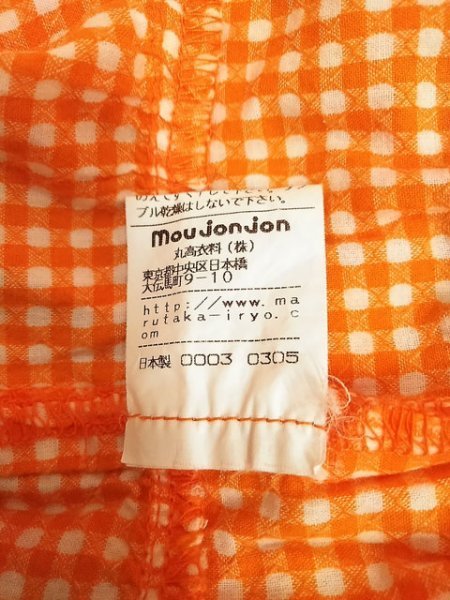 ブル乾燥はしないで下さい。
moujonjon
丸高衣料（株）
東京都中央区日本橋
大伝馬町9-10
http://www.ma
rutaka-iryo.c
om
日本製 0003 0305